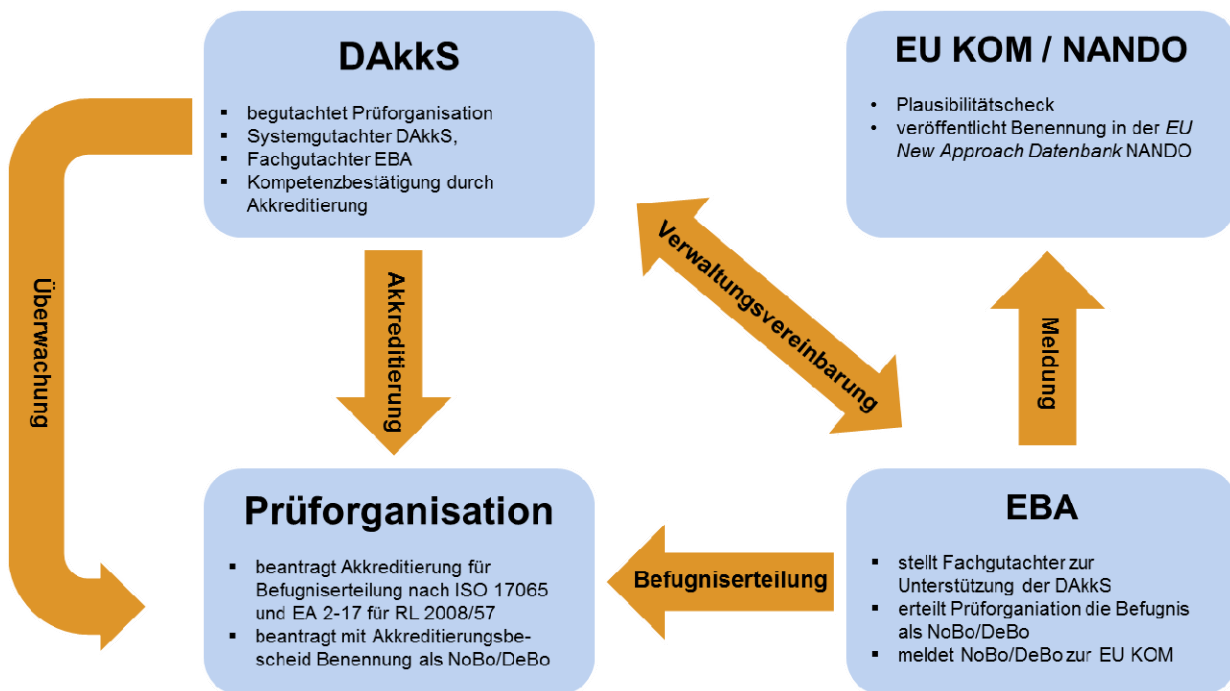 DAkkS
▪ begutachtet Prüforganisation
▪ Systemgutachter DAkkS,
▪ Fachgutachter EBA
▪ Kompetenzbestätigung durch
Akkreditierung
EU KOM / NANDO
• Plausibilitätscheck
• veröffentlicht Benennung in der EU
New Approach Datenbank NANDO
Überwachung
Akkreditierung
Verwaltungsvereinbarung
Meldung
Prüforganisation
▪ beantragt Akkreditierung für
Befugniserteilung nach ISO 17065
und EA 2-17 für RL 2008/57
▪ beantragt mit Akkreditierungsbe-
scheid Benennung als NoBo/DeBo
Befugniserteilung
EBA
▪ stellt Fachgutachter zur
Unterstützung der DAkkS
▪ erteilt Prüforganiation die Befugnis
als NoBo/DeBo
▪ meldet NoBo/DeBo zur EU KOM